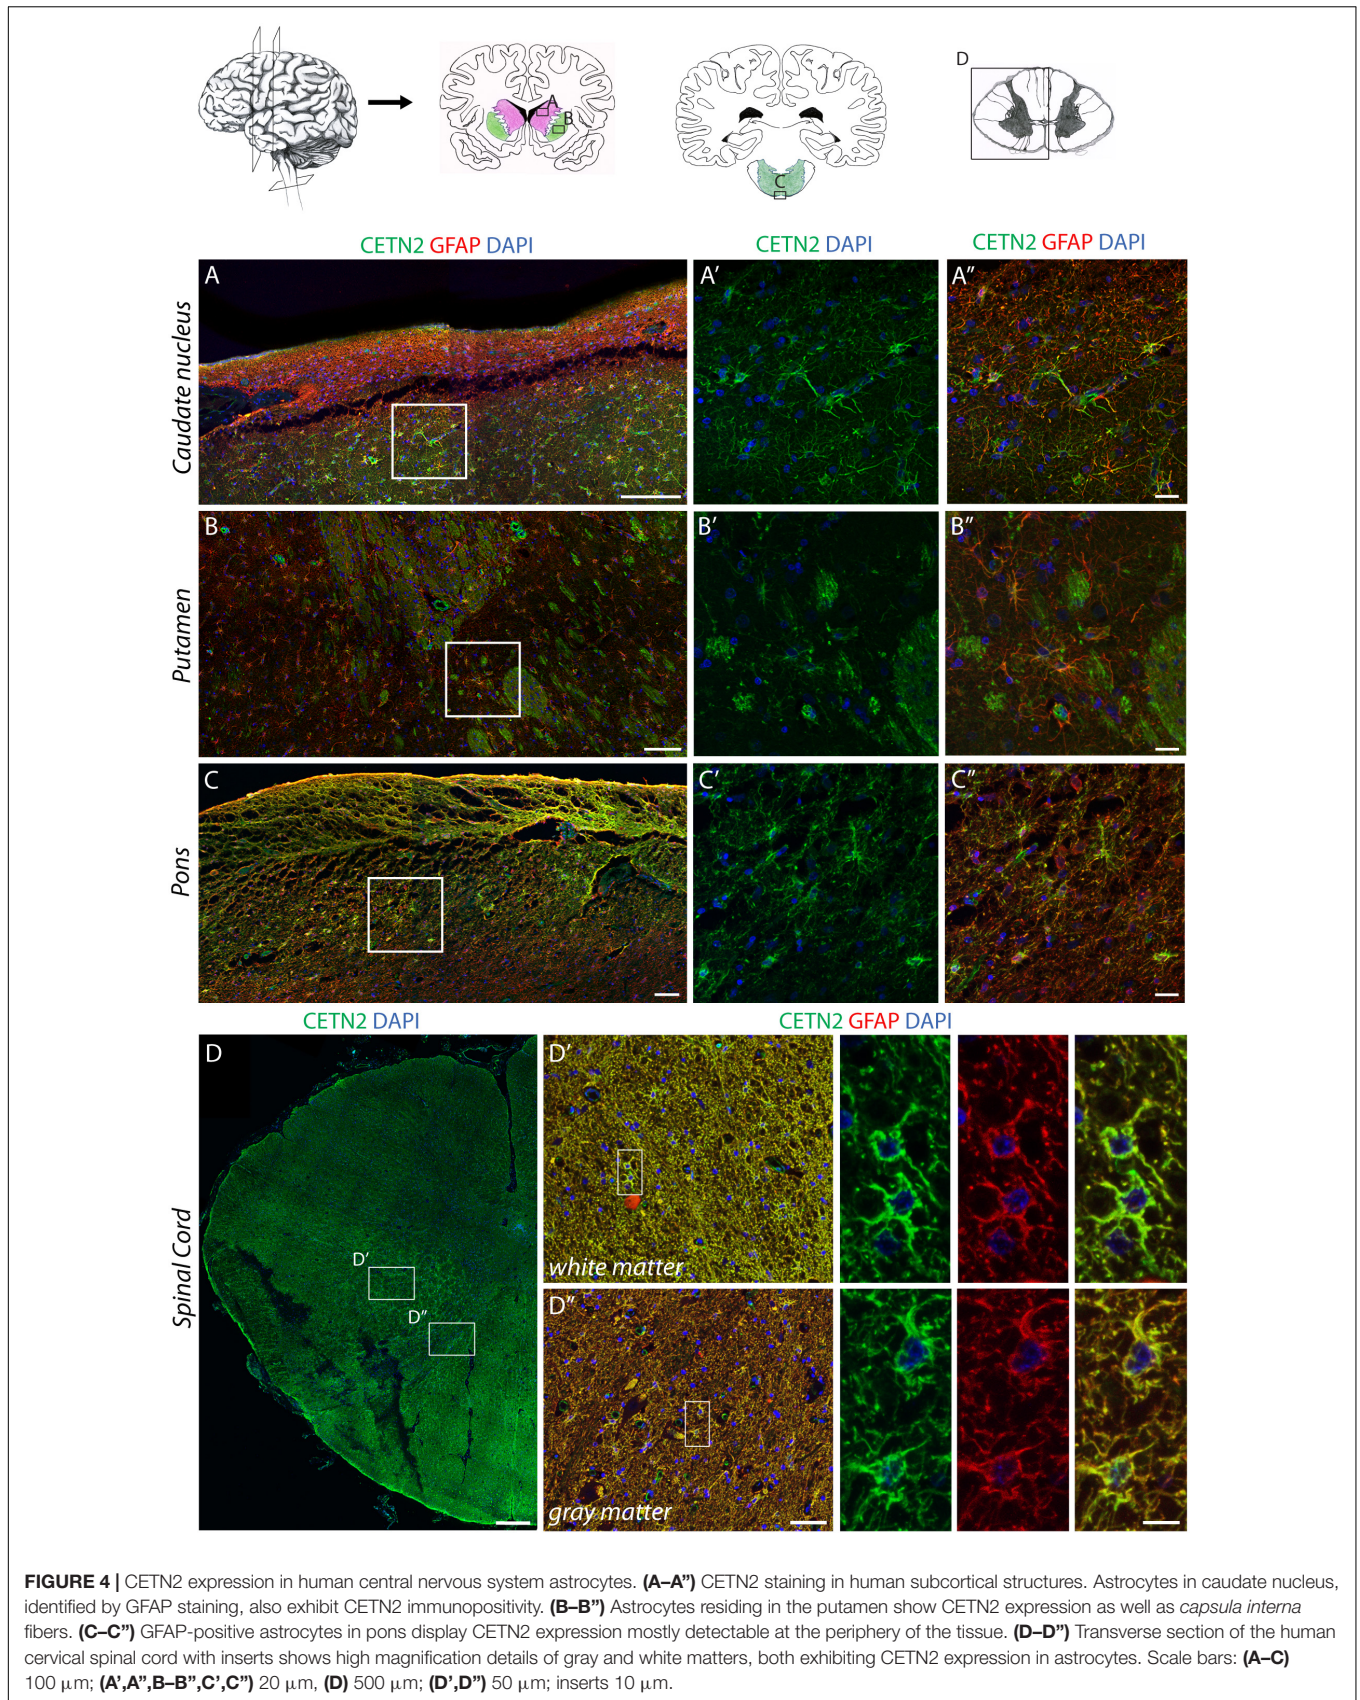 A
B
C
D
CETN2 GFAP DAPI
CETN2 DAPI
CETN2 GFAP DAPI
Caudate nucleus
A
A′
A″
Putamen
B
B′
B″
Pons
C
C′
C″
CETN2 DAPI
CETN2 GFAP DAPI
Spinal Cord
D
D′
D″
D′
white matter
D″
gray matter
FIGURE 4 | CETN2 expression in human central nervous system astrocytes. (A–A”) CETN2 staining in human subcortical structures. Astrocytes in caudate nucleus,
identified by GFAP staining, also exhibit CETN2 immunopositivity. (B–B”) Astrocytes residing in the putamen show CETN2 expression as well as capsula interna
fibers. (C–C”) GFAP-positive astrocytes in pons display CETN2 expression mostly detectable at the periphery of the tissue. (D–D”) Transverse section of the human
cervical spinal cord with inserts shows high magnification details of gray and white matters, both exhibiting CETN2 expression in astrocytes. Scale bars: (A–C)
100 μm; (A’,A”,B–B”,C’,C”) 20 μm, (D) 500 μm; (D’,D”) 50 μm; inserts 10 μm.